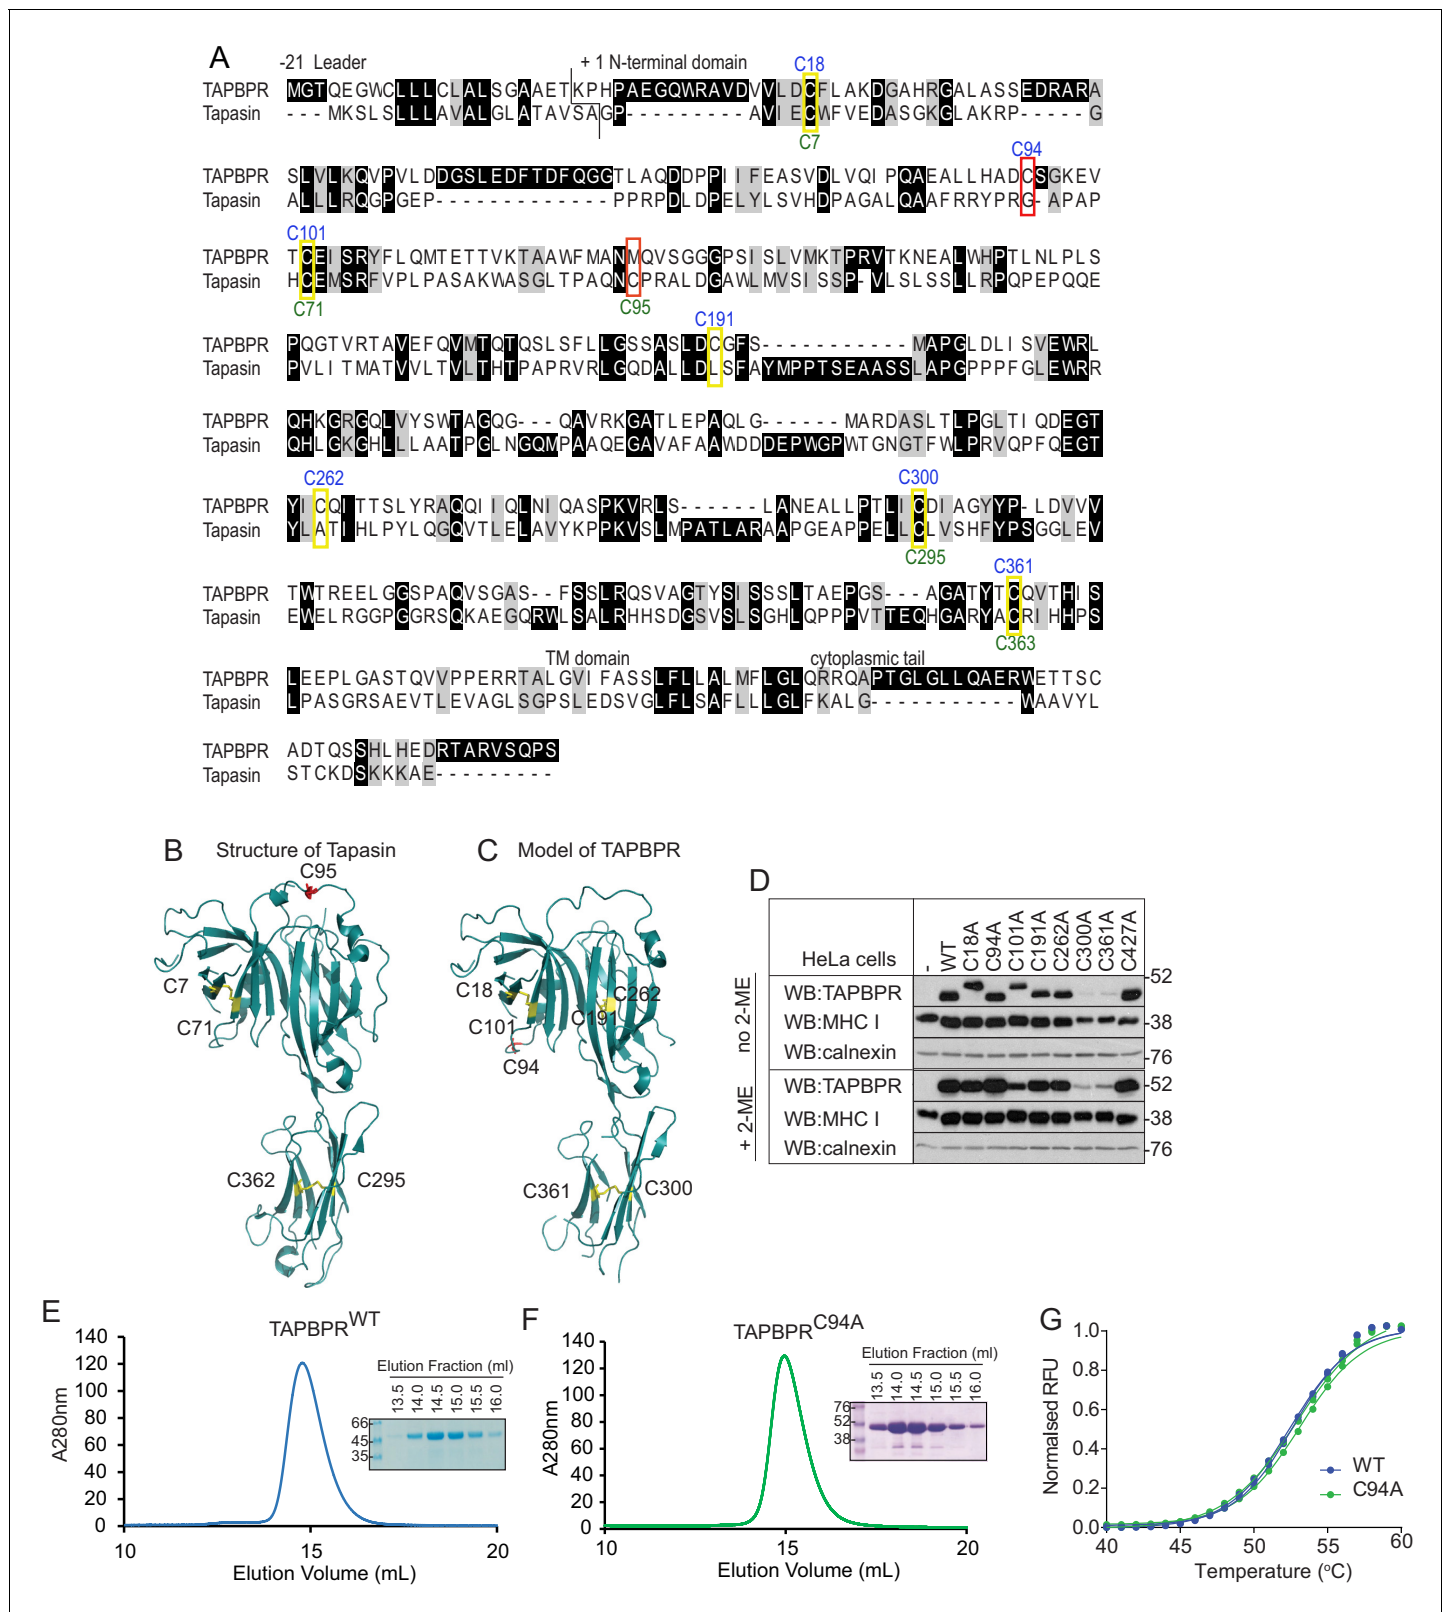 A
-21 Leader
+ 1 N-terminal domain
C18
TAPBPR MGTQEGWCLLLCLALSGAAETKPHPAEGQWRAVDVVLDCFLAKDGAHRGALASSEDRARA
Tapasin ---MKSLSLLLAVALGLATAVSAGP---------AVIECWFVEDASGKGLAKRP-----G
C7
C94
TAPBPR SLVLKQVPVLDDGSLEDFTDFQGGTLAQDDPPIIFEASVDLVQIPQAEALLHADCSGKEV
Tapasin ALLLRQGPGEP-------------PPRPDLDPELYLSVHDPAGALQAAFRRYPRG-APAP
C101
TAPBPR TCEISRYFLQMTETTVKTAAWFMANMQVSGGGPSISLVMKTPRVTKNEALWHPTLNLPLS
Tapasin HCEMSRFVPLPASAKWASGLTPAQNCPRALDGAWLMVSISSP-VLSLSSLLRPQPEPQQE
C71
C95
C191
TAPBPR PQGTVRTAVEFQVMTQTQSLSFLLGSSASLDCGFS-----------MAPGLDLISVEWRL
Tapasin PVLITMATVVLTVLTHTPAPRVRLGQDALLDLSFAYMPPTSEAASSLAPGPPPFGLEWRR
TAPBPR QHKGRGQLVYSWTAGQG---QAVRKGATLEPAQLG------MARDASLTLPGLTIQDEGT
Tapasin QHLGKGHLLLAATPGLNGQMPAAQEGAVAFAAWDDDEPWGPWTGNGTFWLPRVQPFQEGT
C262
C300
TAPBPR YICQITTSLYRAQQIIQLNIQASPKVRLS------LANEALLPTLICDIAGYYP-LDVVV
Tapasin YLATIHLPYLQGQVTLELAVYKPPKVSLMPATLARAAPGEAPPELLCLVSHFYPSGGLEV
C295
C361
TAPBPR TWTREELGGSPAQVSGAS--FSSLRQSVAGTYSISSSLTAEPGS---AGATYTCQVTHIS
Tapasin EWELRGGPGGRSQKAEGQRWLSALRHHSDGSVSLSGHLQPPPVTTEQHGARYACRIHHPS
C363
TM domain
cytoplasmic tail
TAPBPR LEEPLGASTQVVPPERRTALGVIFASSLFLLALMFLGLQRRQAPTGLGLLQAERWETTSC
Tapasin LPASGRSAEVTLEVAGLSGPSLEDSVGLFLSAFLLLGLFKALG-----------WAAVYL
TAPBPR ADTQSSHLHEDRTARVSQPS
Tapasin STCKDSKKKAE---------
B
Structure of Tapasin
C95
C7
C71
C362
C295
C
Model of TAPBPR
C18
C101
C94
C262
C191
C361
C300
D
HeLa cells
- WT C18A C94A C101A C191A C262A C300A C361A C427A
no 2-ME
WB:TAPBPR -52
WB:MHC I -38
WB:calnexin -76
+ 2-ME
WB:TAPBPR -52
WB:MHC I -38
WB:calnexin -76
E
TAPBPR WT
A280nm
140
120
100
80
60
40
20
0
10 15 20
Elution Volume (mL)
Elution Fraction (ml)
13.5 14.0 14.5 15.0 15.5 16.0
66
45
35
F
TAPBPR C94A
A280nm
140
120
100
80
60
40
20
0
10 15 20
Elution Volume (mL)
Elution Fraction (ml)
13.5 14.0 14.5 15.0 15.5 16.0
76
52
38
G
Normalised RFU
1.0
0.8
0.6
0.4
0.2
0.0
40 45 50 55 60
Temperature (°C)
WT
C94A